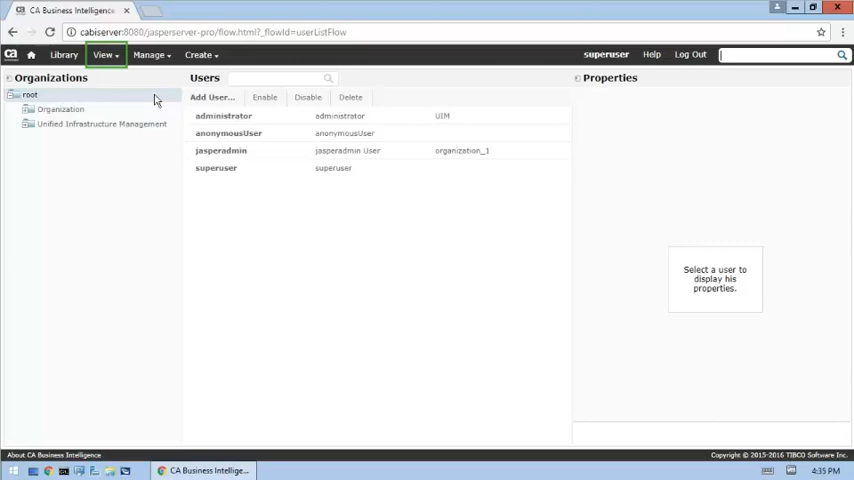 CA Business Intelligence
cabiserver:8080/jasperserver-pro/flow.html?_flowId=userListFlow
ca Library View Manage Create superuser Help Log Out
Organizations Users Properties
root Add User... Enable Disable Delete
Organization administrator administrator UIM
Unified Infrastructure Management anonymousUser anonymousUser
jasperadmin jasperadmin User organization_1
superuser superuser
Select a user to
display his
properties.
About CA Business Intelligence Copyright © 2015-2016 TIBCO Software Inc.
CA Business Intellige... 4:35 PM